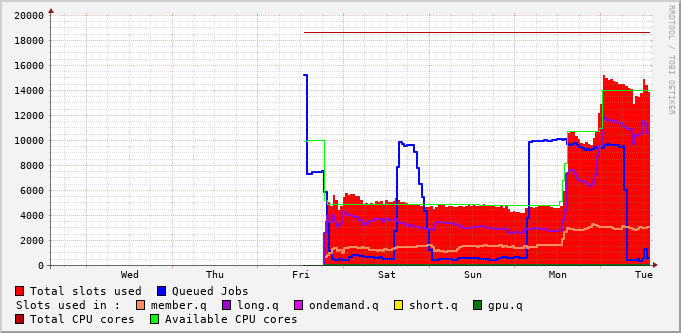 20000
18000
16000
14000
12000
10000
8000
6000
4000
2000
0
Wed Thu Fri Sat Sun Mon Tue
RRDTOOL / TOBI OETIKER
Total slots used Queued Jobs
Slots used in : member.q long.q ondemand.q short.q gpu.q
Total CPU cores Available CPU cores